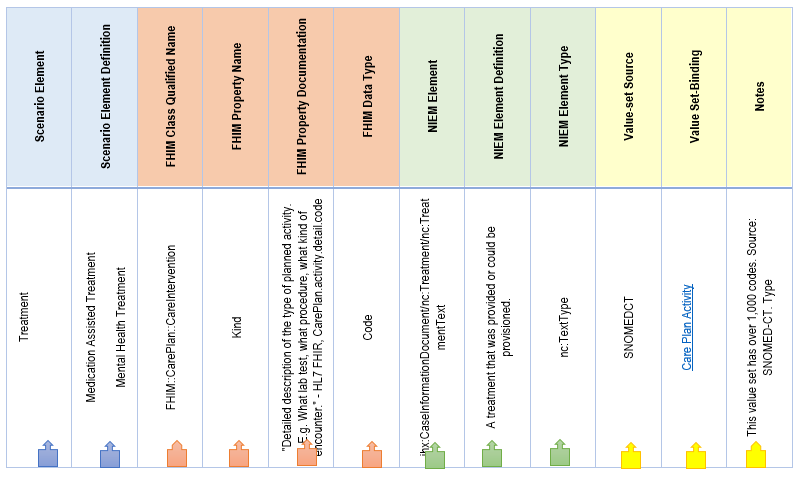 Scenario Element
Scenario Element Definition
FHIM Class Qualified Name
FHIM Property Name
FHIM Property Documentation
FHIM Data Type
NIEM Element
NIEM Element Definition
NIEM Element Type
Value-set Source
Value Set-Binding
Notes
Treatment
Medication Assisted Treatment
Mental Health Treatment
FHIM::CarePlan::CareIntervention
Kind
"Detailed description of the type of planned activity.
E.g. What lab test, what procedure, what kind of
encounter." - HL7 FHIR, CarePlan.activity.detail.code
Code
ihx:CaseInformationDocument/nc:Treatment/nc:Treat
mentText
A treatment that was provided or could be
provisioned.
nc:TextType
SNOMEDCT
Care Plan Activity
This value set has over 1,000 codes. Source:
SNOMED-CT. Type